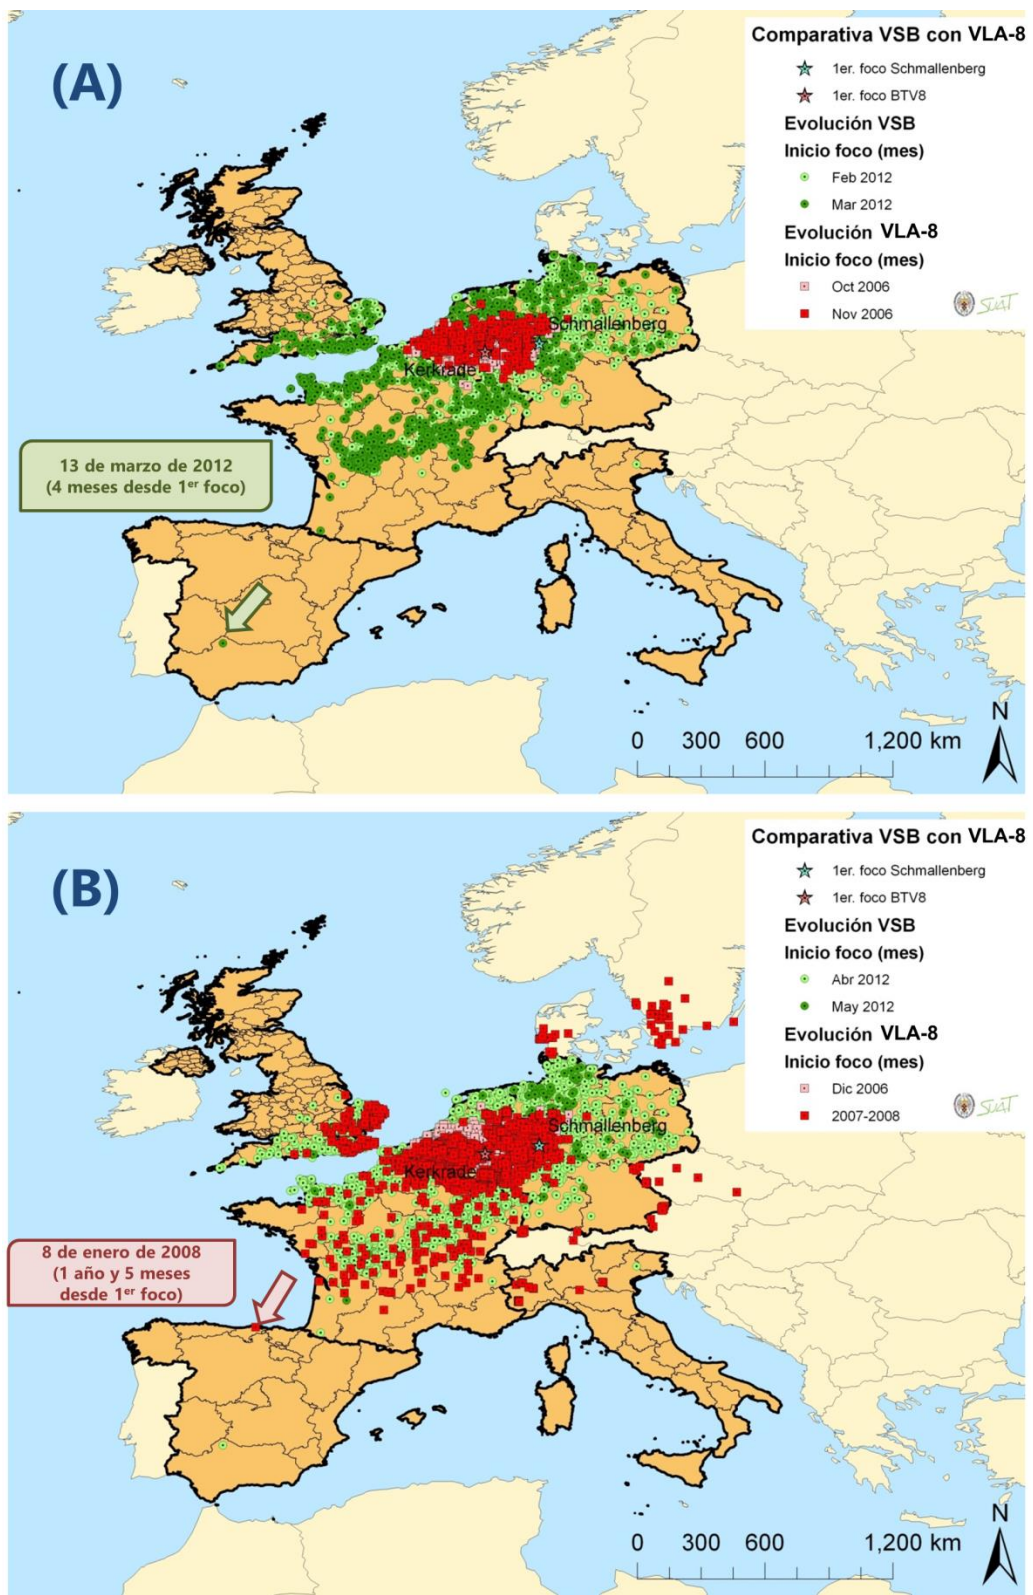 (A)
Comparativa VSB con VLA-8
1er. foco Schmallenberg
1er. foco BTV8
Evolución VSB
Inicio foco (mes)
Feb 2012
Mar 2012
Evolución VLA-8
Inicio foco (mes)
Oct 2006
Nov 2006
SUAT
Schmallenberg
Kerkrade
13 de marzo de 2012
(4 meses desde 1er foco)
N
0 300 600 1,200 km
(B)
Comparativa VSB con VLA-8
1er. foco Schmallenberg
1er. foco BTV8
Evolución VSB
Inicio foco (mes)
Abr 2012
May 2012
Evolución VLA-8
Inicio foco (mes)
Dic 2006
2007-2008
SUAT
Schmallenberg
Kerkrade
8 de enero de 2008
(1 año y 5 meses
desde 1er foco)
N
0 300 600 1,200 km